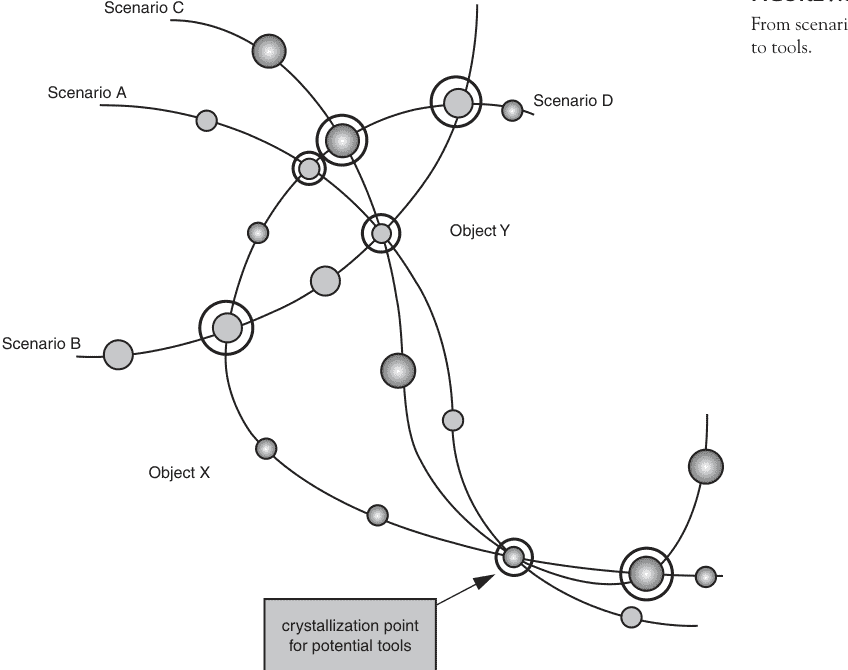 Scenario C
From scenari
to tools.
Scenario A
Scenario D
Object Y
Scenario B
Object X
crystallization point
for potential tools